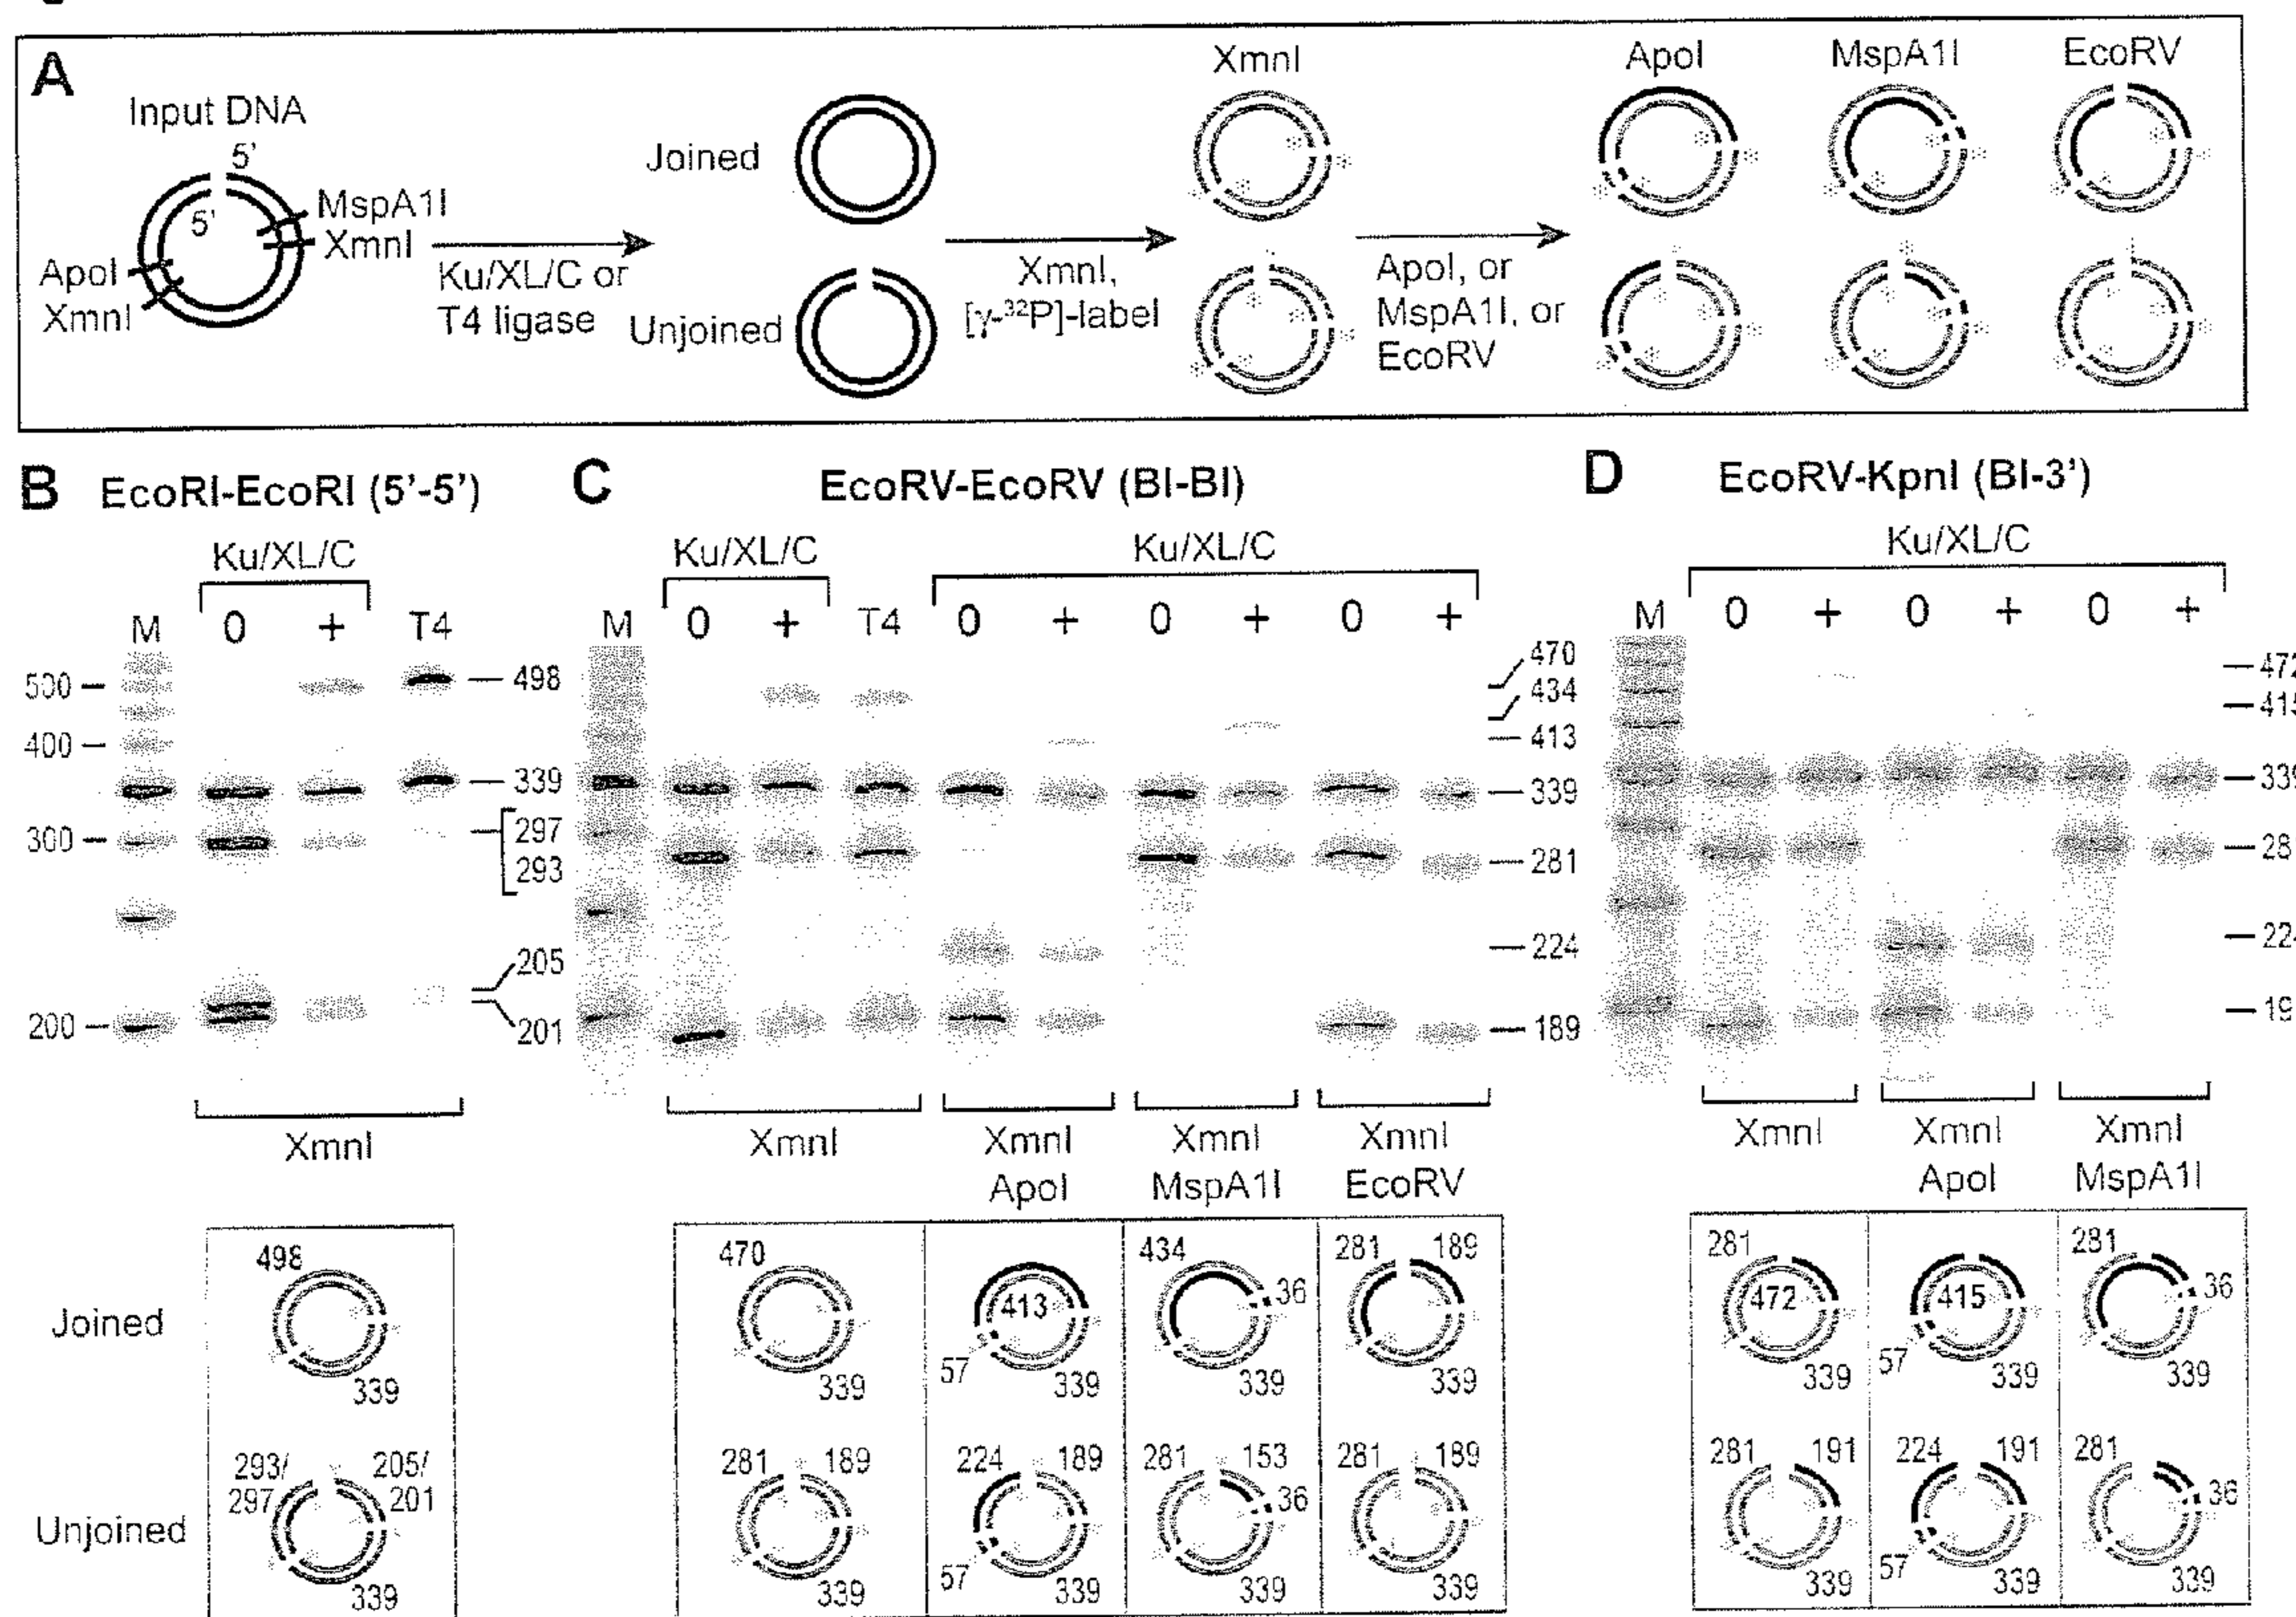 A
Input DNA
5'
5'
MspA1I
XmnI
ApoI
XmnI
Ku/XL/C or
T4 ligase
Joined
Unjoined
XmnI,
[γ-³²P]-label
XmnI
ApoI, or
MspA1I, or
EcoRV
ApoI
MspA1I
EcoRV
B EcoRI-EcoRI (5'-5')
Ku/XL/C
M 0 + T4
500
400
300
200
498
339
297
293
205
201
XmnI
Joined
498
339
Unjoined
293/
297
205/
201
339
C EcoRV-EcoRV (Bl-Bl)
Ku/XL/C Ku/XL/C
M 0 + T4 0 + 0 + 0 +
470
434
413
339
281
224
189
XmnI XmnI XmnI XmnI
ApoI MspA1I EcoRV
470
339
413
57
339
434
36
339
281 189
339
281 189
339
224 189
57
339
281 153
36
339
281 189
339
D EcoRV-KpnI (Bl-3')
Ku/XL/C
M 0 + 0 + 0 +
472
415
339
28
224
19
XmnI XmnI XmnI
ApoI MspA1I
281
472
339
415
57
339
281
36
339
281 191
339
224 191
57
339
281
36
339